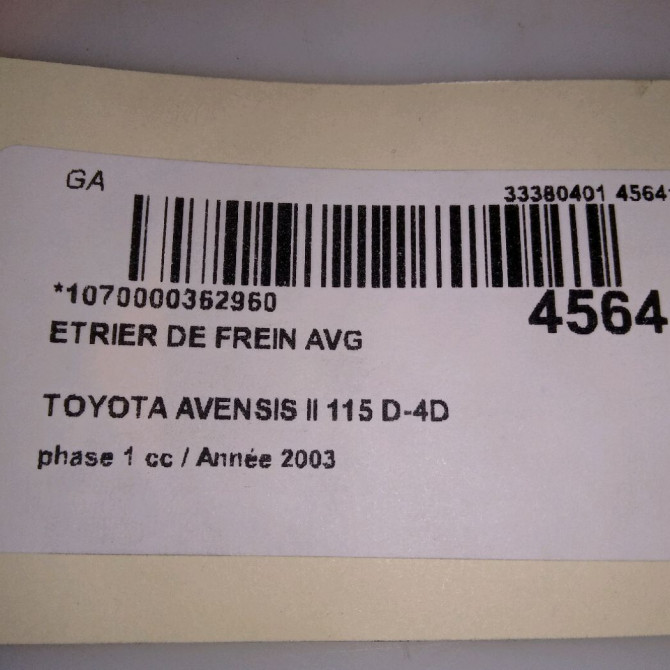 GA
33380401 4564
*1070000362960
4564
ETRIER DE FREIN AVG
TOYOTA AVENSIS II 115 D-4D
phase 1 cc / Année 2003